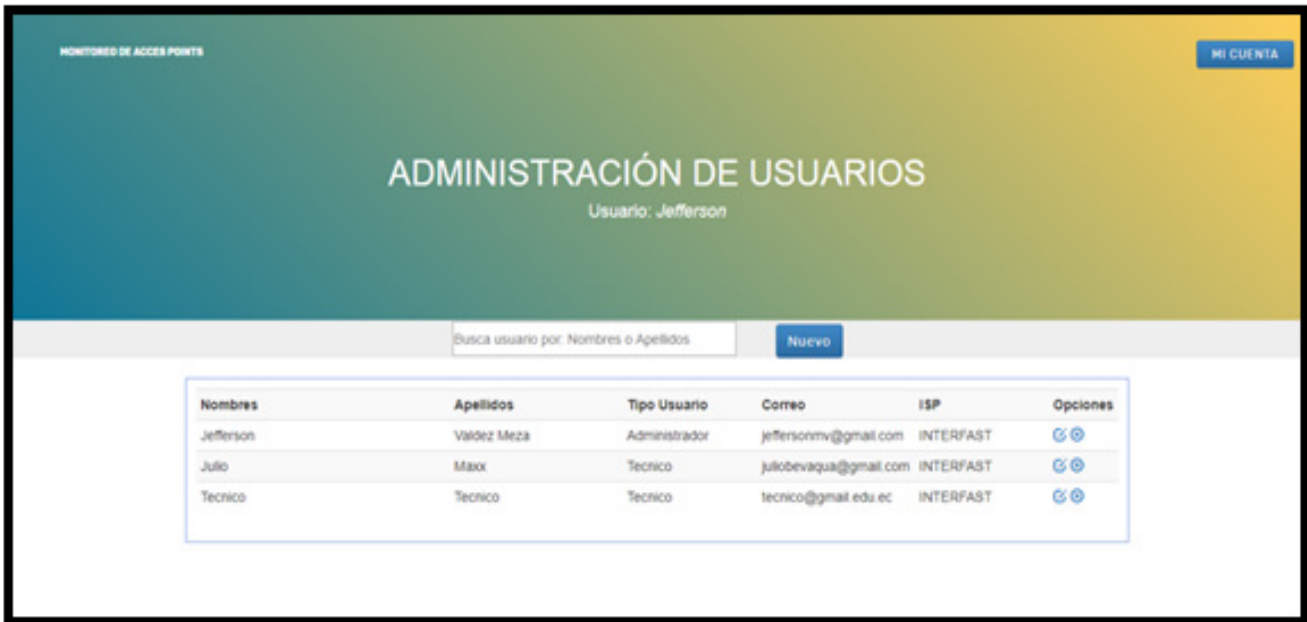 MONITOREO DE ACCES POINTS
MI CUENTA
ADMINISTRACIÓN DE USUARIOS
Usuario: Jefferson
Busca usuario por: Nombres o Apellidos
Nuevo
Nombres Apellidos Tipo Usuario Correo ISP Opciones
Jefferson Valdez Meza Administrador jeffersonmv@gmail.com INTERFAST
Julio Maxx Tecnico juliobevaqua@gmail.com INTERFAST
Tecnico Tecnico Tecnico tecnico@gmail.edu.ec INTERFAST